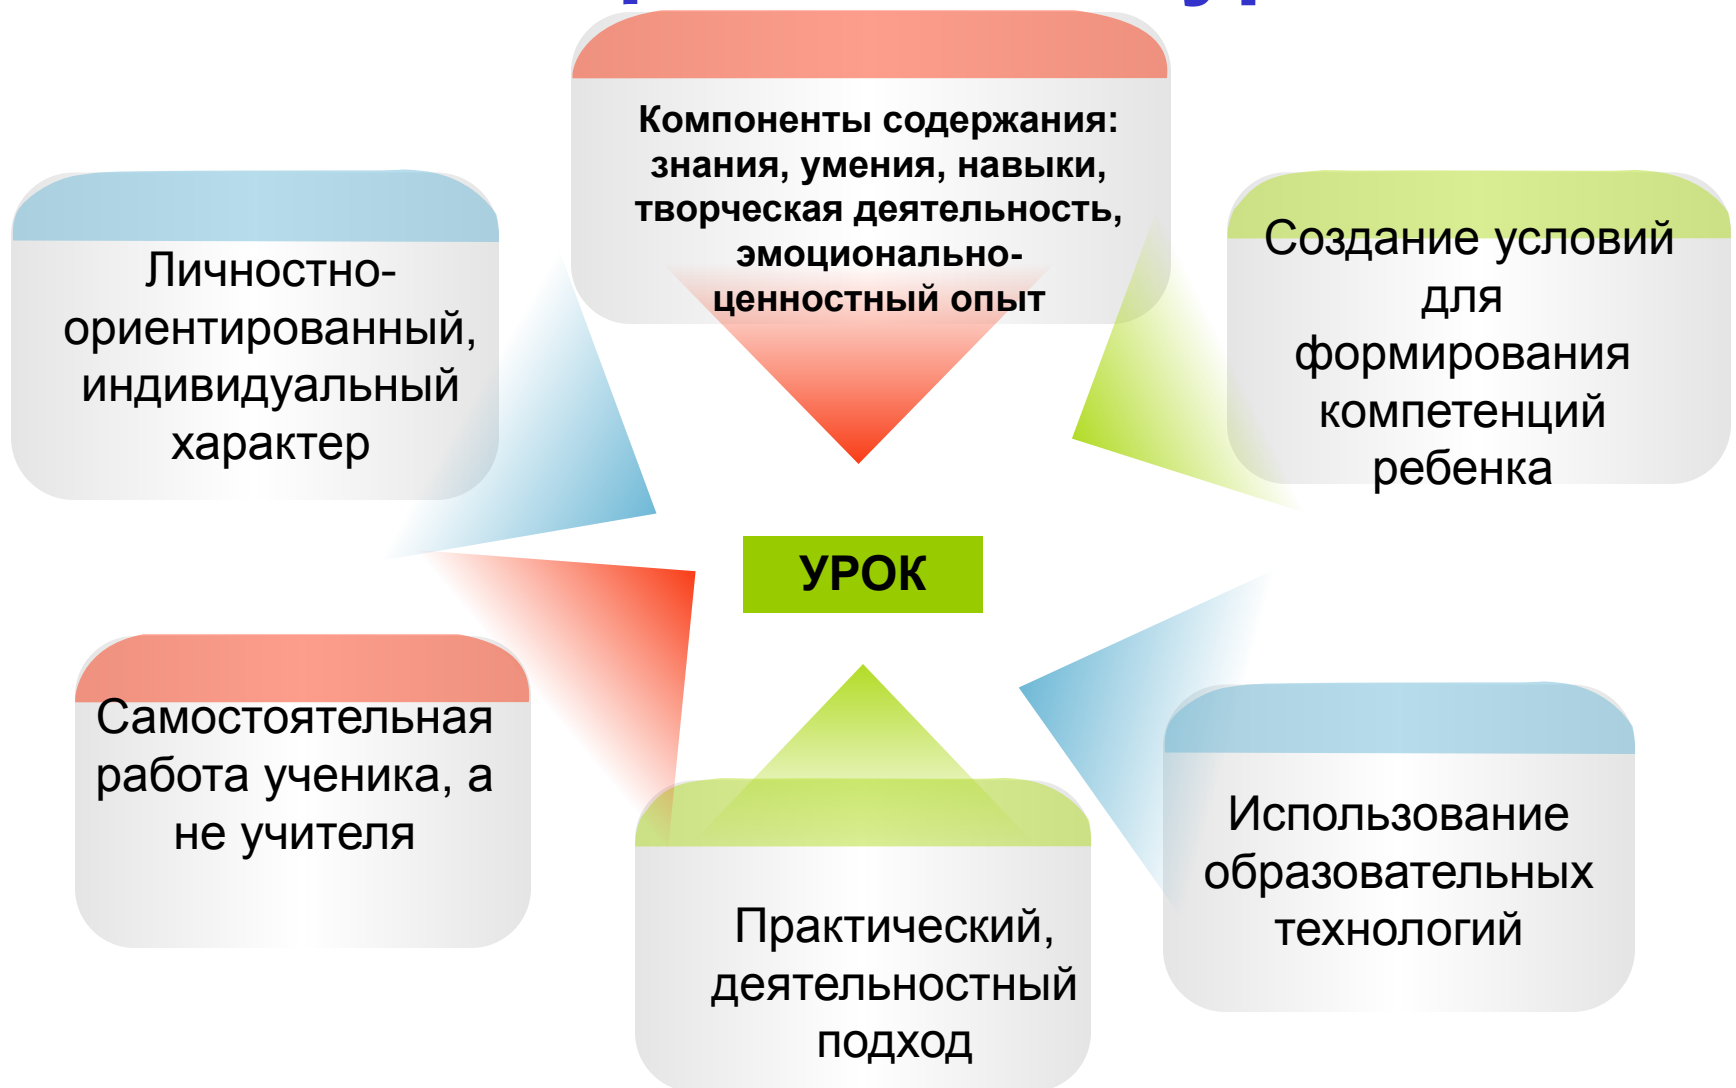 Компоненты содержания:
знания, умения, навыки,
творческая деятельность,
эмоционально-
ценностный опыт
Личностно-
ориентированный,
индивидуальный
характер
Создание условий
для
формирования
компетенций
ребенка
УРОК
Самостоятельная
работа ученика, а
не учителя
Практический,
деятельностный
подход
Использование
образовательных
технологий